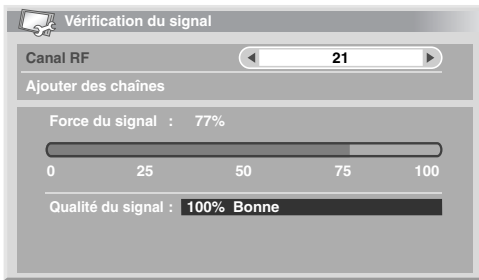 Vérification du signal
Canal RF 21
Ajouter des chaînes
Force du signal : 77%
0 25 50 75 100
Qualité du signal : 100% Bonne